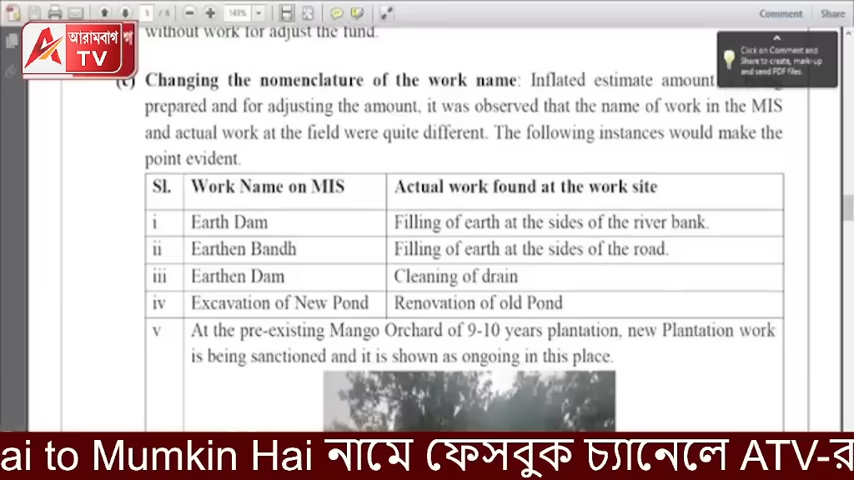 1 / 8
143%
Comment
Share
without work for adjust the fund.
আরামবাগ
TV
Click on Comment and
Share to create, mark-up
and send PDF files.
(c) Changing the nomenclature of the work name: Inflated estimate amount
prepared and for adjusting the amount, it was observed that the name of work in the MIS
and actual work at the field were quite different. The following instances would make the
point evident.
Sl. Work Name on MIS Actual work found at the work site
i Earth Dam Filling of earth at the sides of the river bank.
ii Earthen Bandh Filling of earth at the sides of the road.
iii Earthen Dam Cleaning of drain
iv Excavation of New Pond Renovation of old Pond
v At the pre-existing Mango Orchard of 9-10 years plantation, new Plantation work
is being sanctioned and it is shown as ongoing in this place.
ai to Mumkin Hai নামে ফেসবুক চ্যানেলে ATV-র